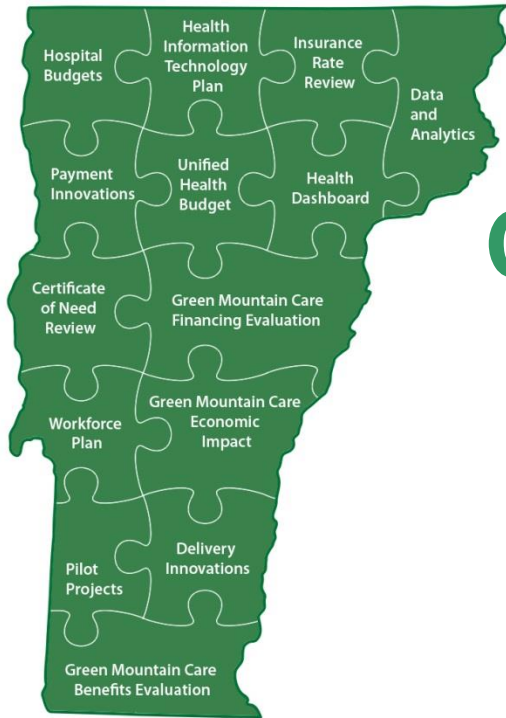 Hospital
Budgets
Health
Information
Technology
Plan
Insurance
Rate
Review
Data
and
Analytics
Payment
Innovations
Unified
Health
Budget
Health
Dashboard
Certificate
of Need
Review
Green Mountain Care
Financing Evaluation
Workforce
Plan
Green Mountain Care
Economic
Impact
Pilot
Projects
Delivery
Innovations
Green Mountain Care
Benefits Evaluation